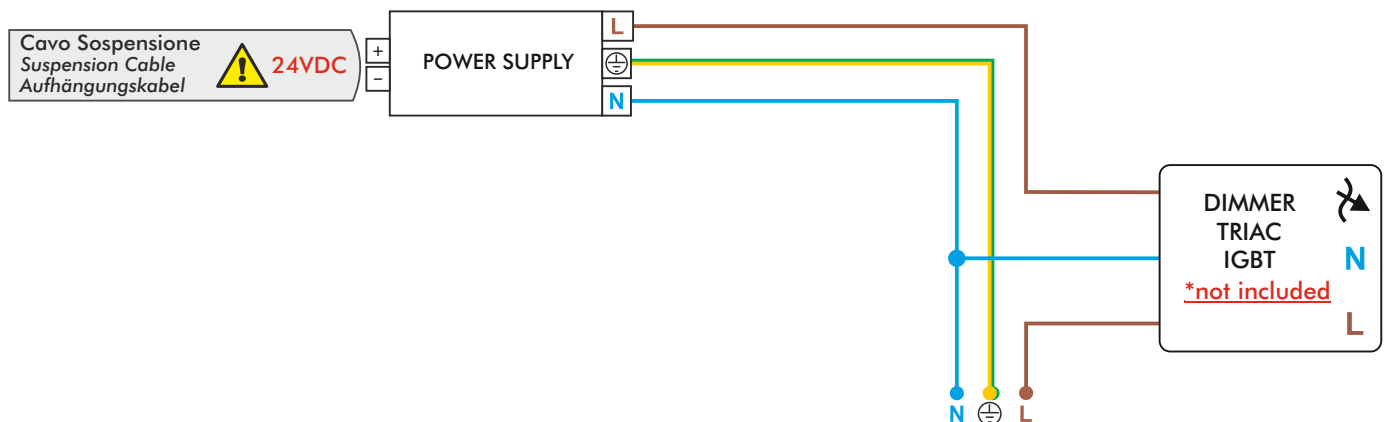 Cavo Sospensione
Suspension Cable
Aufhängungskabel
24VDC
+
−
POWER SUPPLY
L
N
DIMMER
TRIAC
IGBT
*not included
N
L
N
L